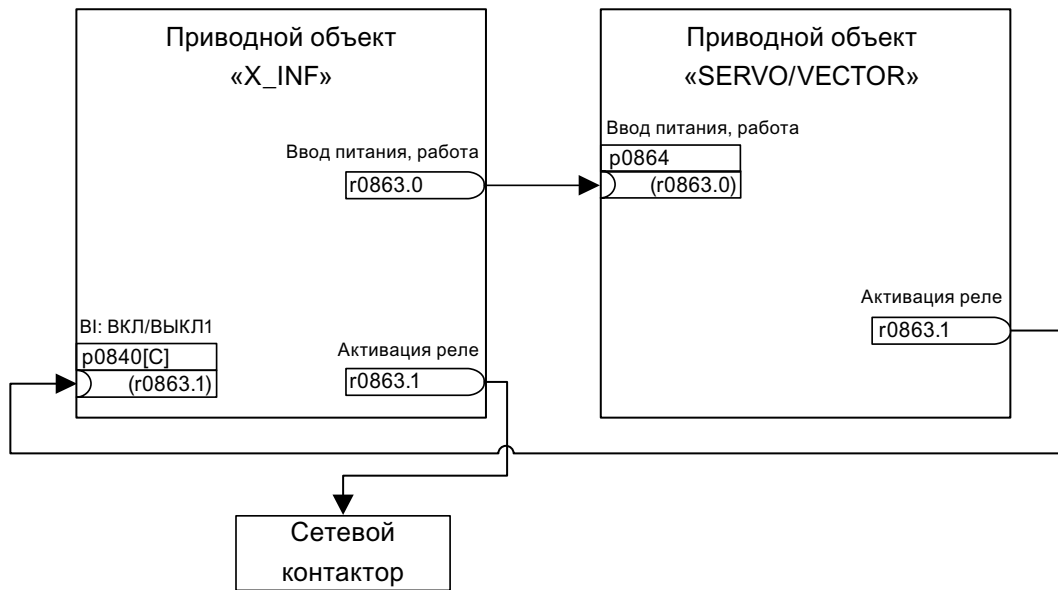 Приводной объект
«X_INF»
Ввод питания, работа
r0863.0
BI: ВКЛ/ВЫКЛ1
p0840[C]
(r0863.1)
Активация реле
r0863.1
Приводной объект
«SERVO/VECTOR»
Ввод питания, работа
p0864
(r0863.0)
Активация реле
r0863.1
Сетевой
контактор